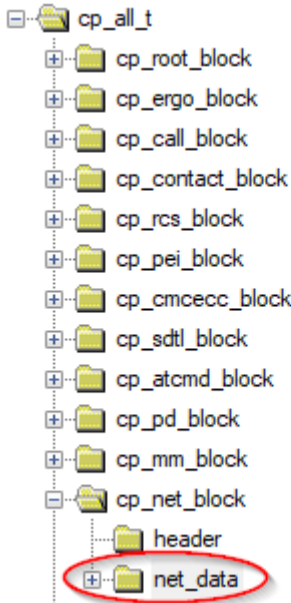 cp_all_t
cp_root_block
cp_ergo_block
cp_call_block
cp_contact_block
cp_rcs_block
cp_pei_block
cp_cmcecc_block
cp_sdtl_block
cp_atcmd_block
cp_pd_block
cp_mm_block
cp_net_block
header
net_data